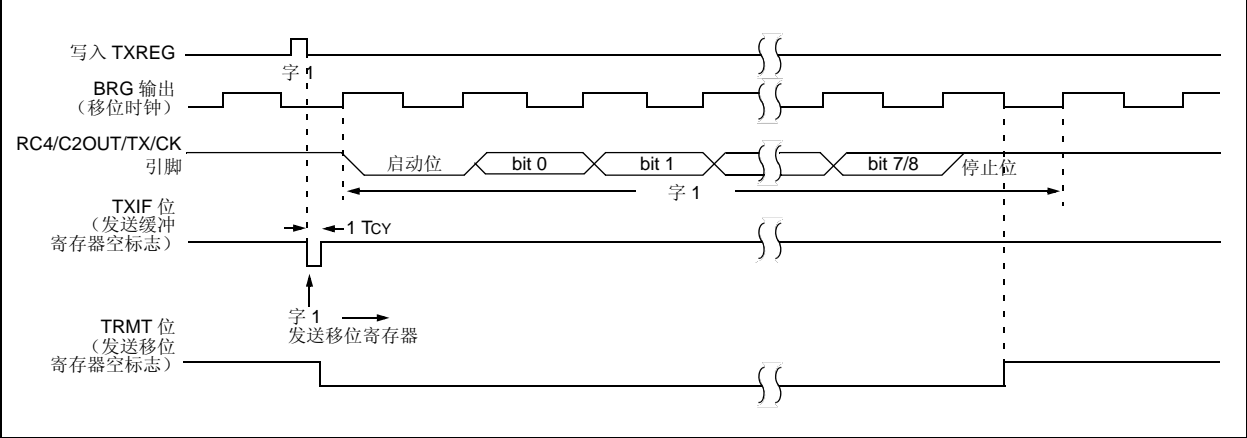 写入 TXREG
字 1
BRG 输出
（移位时钟）
RC4/C2OUT/TX/CK
引脚
启动位
bit 0
bit 1
bit 7/8
停止位
字 1
TXIF 位
（发送缓冲
寄存器空标志）
1 TCY
字 1
发送移位寄存器
TRMT 位
（发送移位
寄存器空标志）